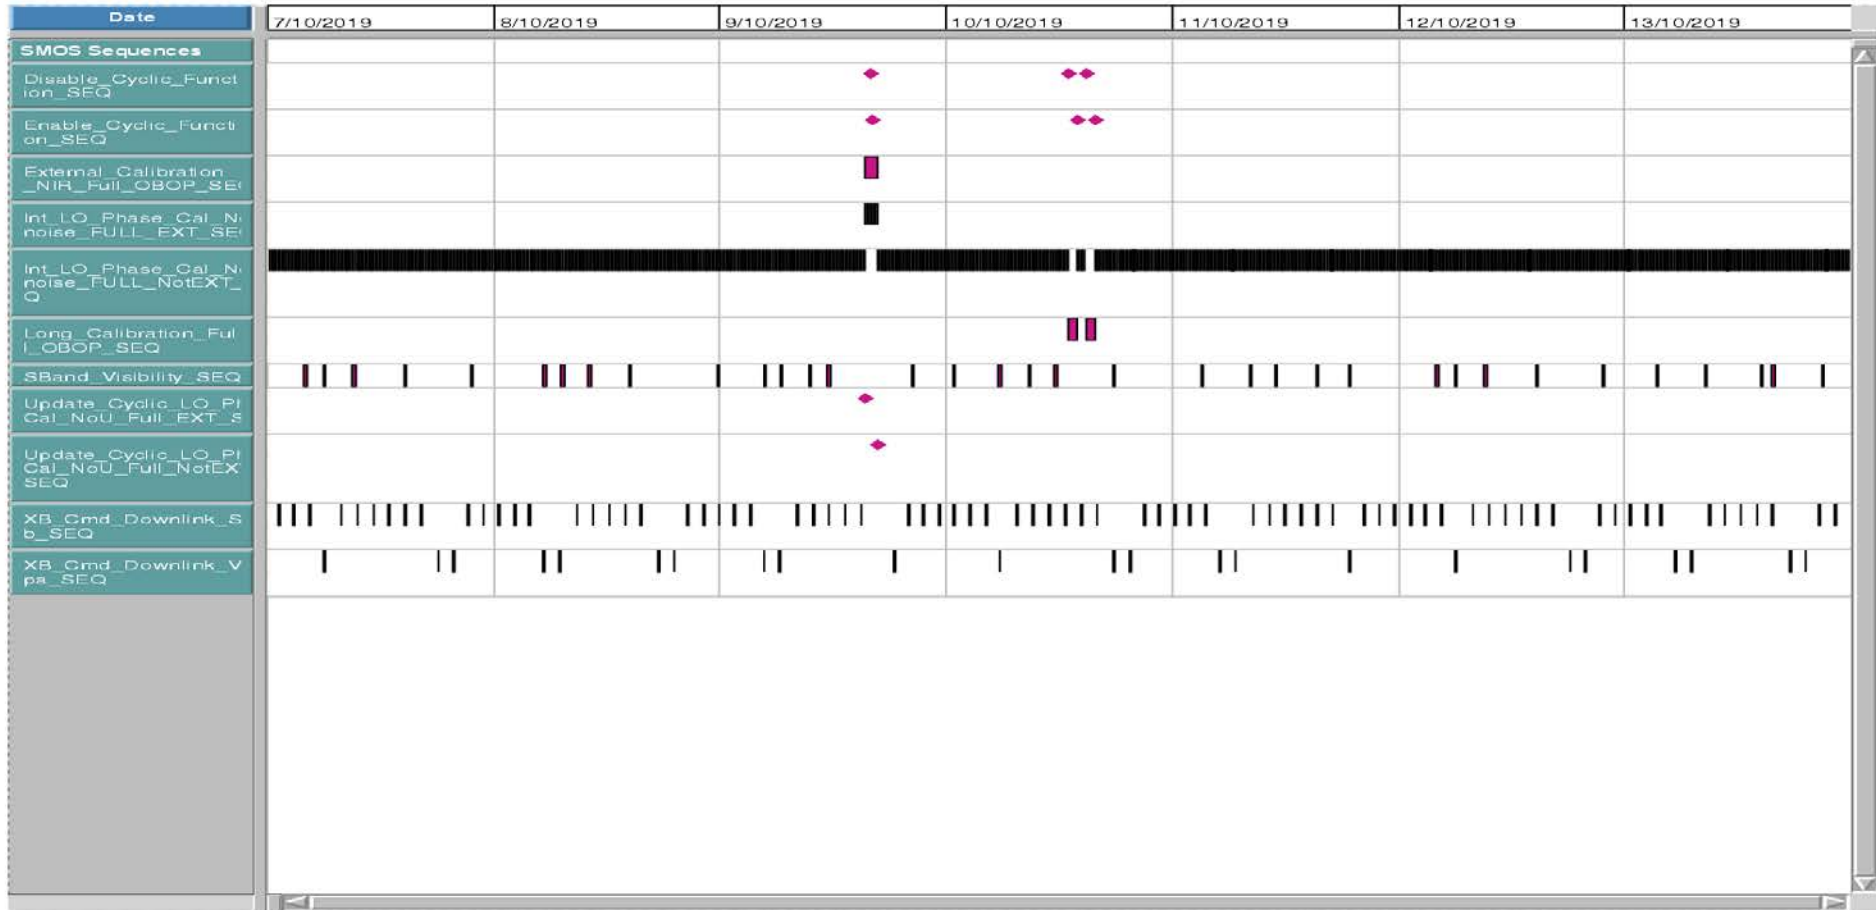 Date
7/10/2019
8/10/2019
9/10/2019
10/10/2019
11/10/2019
12/10/2019
13/10/2019
SMOS Sequences
Disable_Cyclic_Funct
ion_SEQ
Enable_Cyclic_Functi
on_SEQ
External_Calibration
_NIR_Full_OBOP_SE
Int_LO_Phase_Cal_N
noise_FULL_EXT_SE
Int_LO_Phase_Cal_N
noise_FULL_NotEXT_
Q
Long_Calibration_Ful
l_OBOP_SEQ
SBand_Visibility_SEQ
Update_Cyclic_LO_Pl
Cal_NoU_Full_EXT_S
Update_Cyclic_LO_Pl
Cal_NoU_Full_NotEX
SEQ
XB_Cmd_Downlink_S
b_SEQ
XB_Cmd_Downlink_V
pa_SEQ